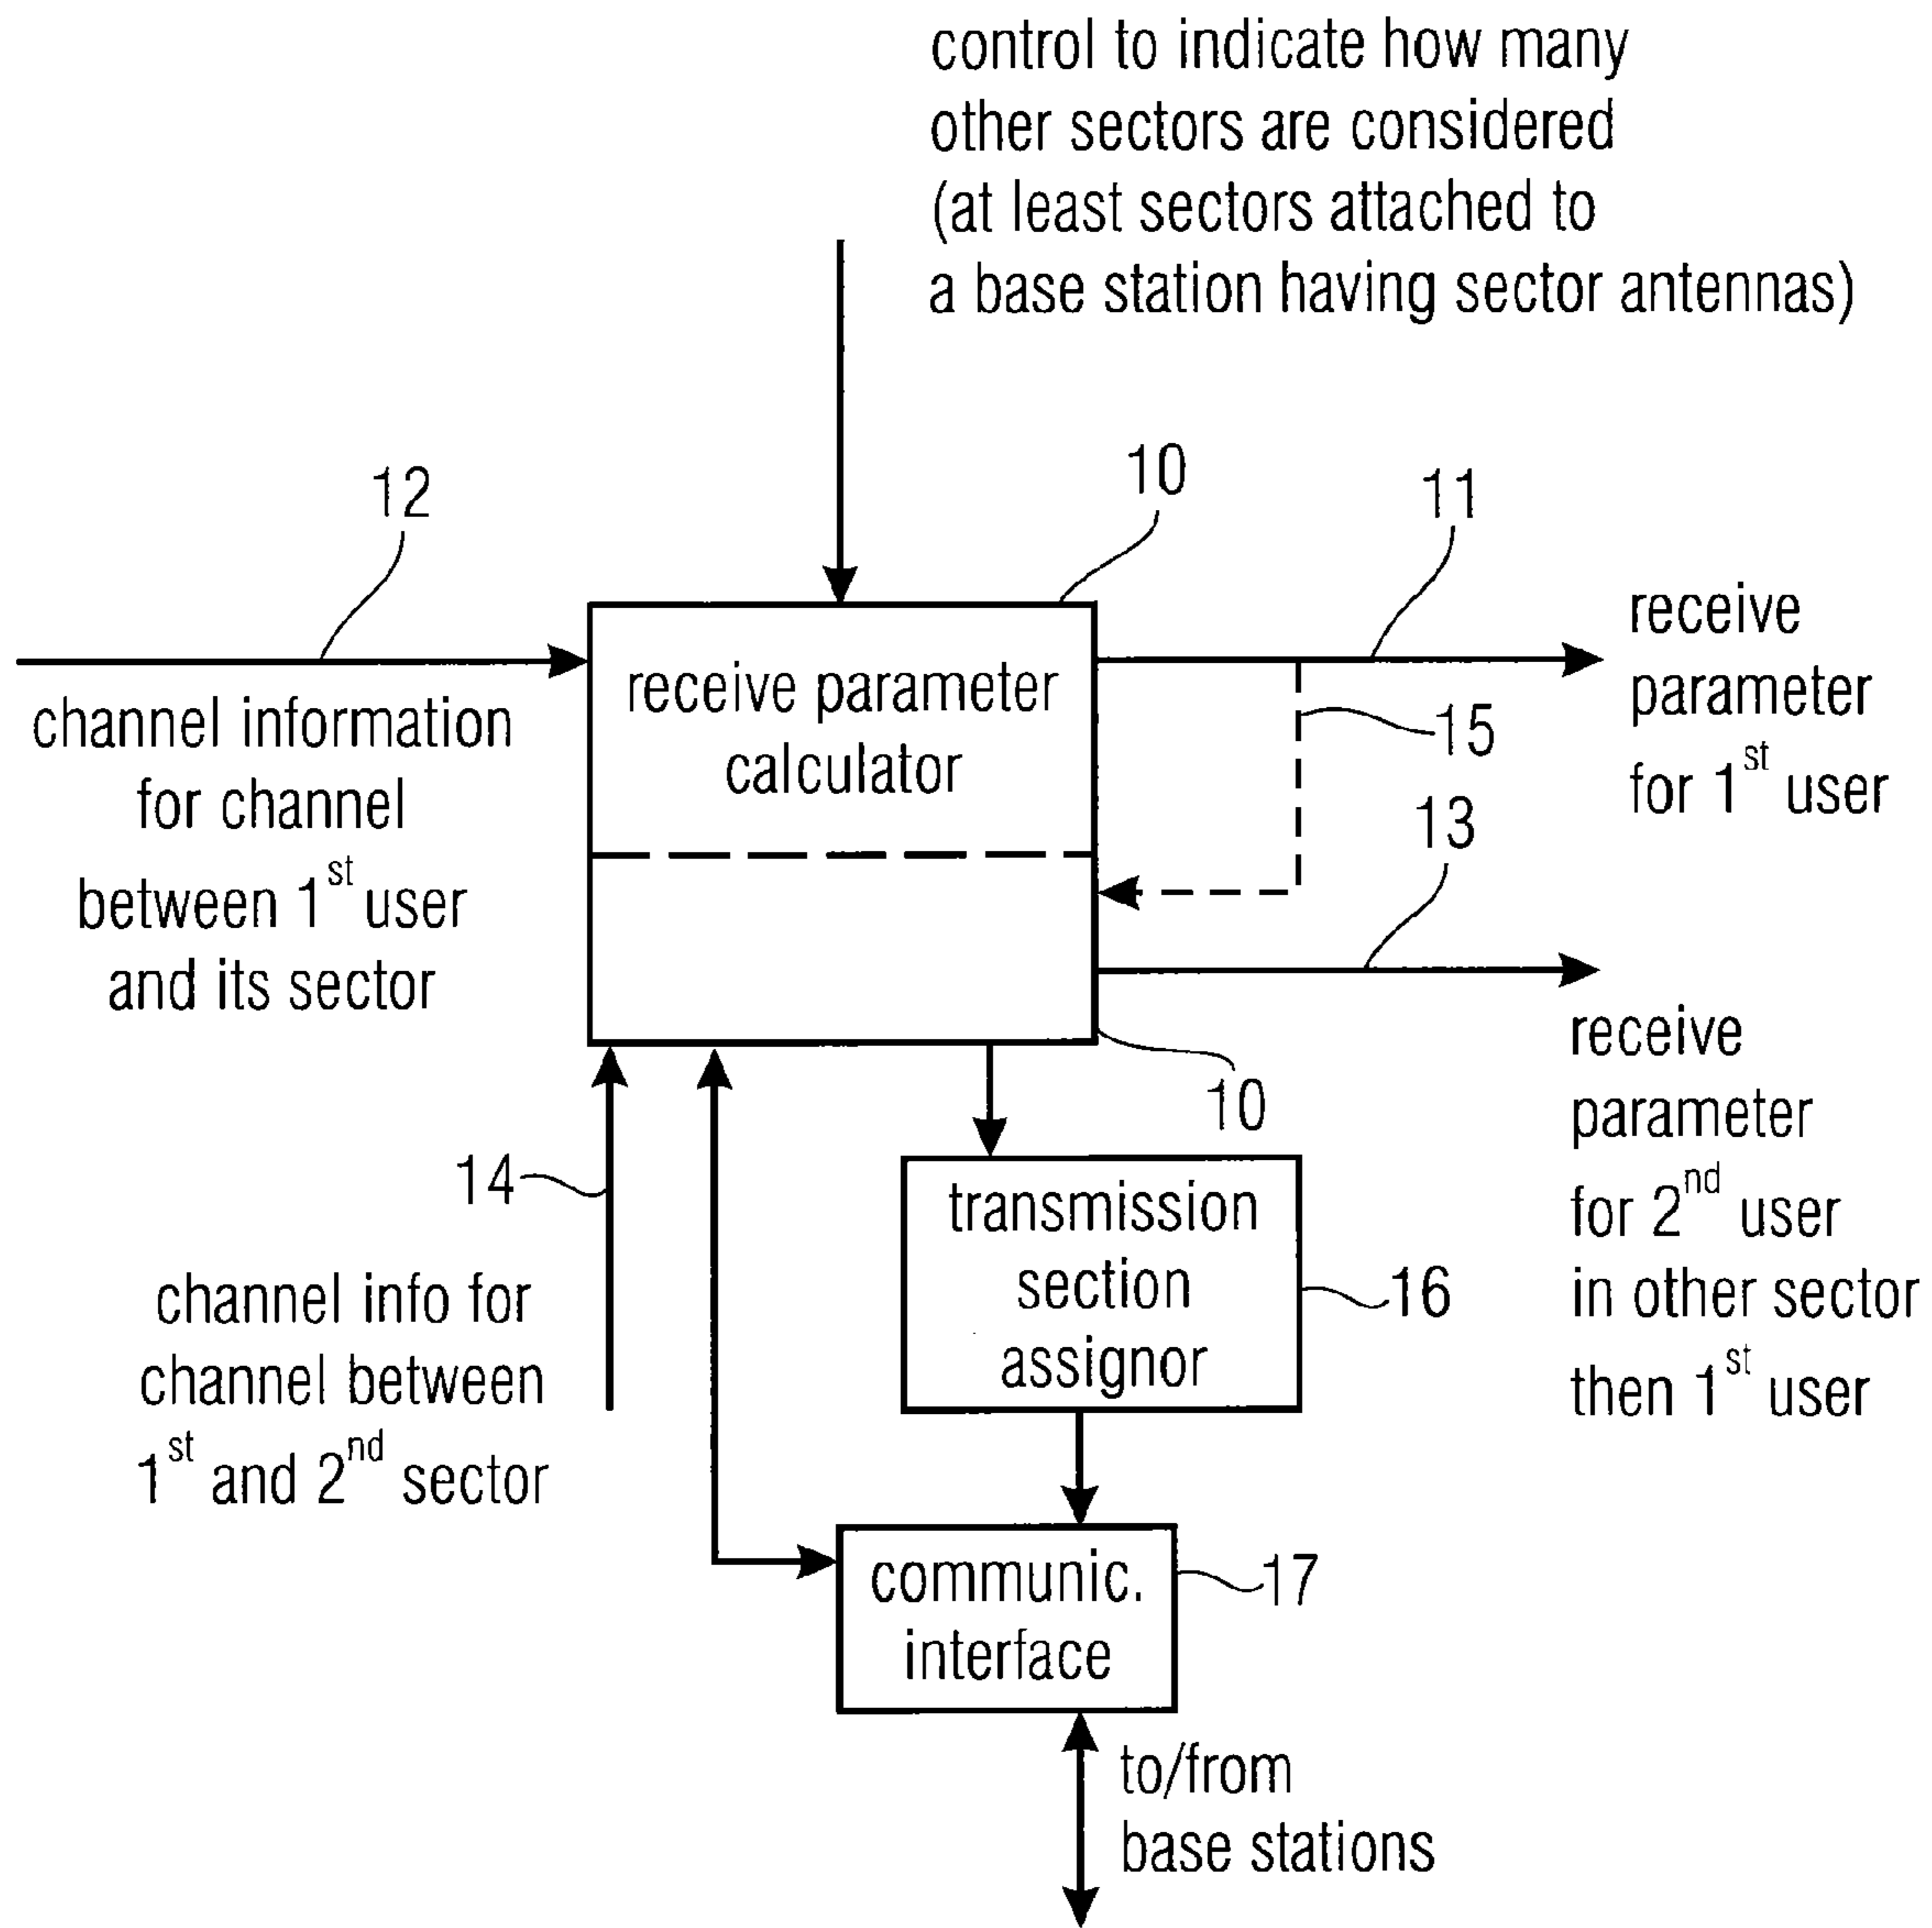 control to indicate how many
other sectors are considered
(at least sectors attached to
a base station having sector antennas)
12
10
11
channel information
for channel
between 1st user
and its sector
receive parameter
calculator
15
receive
parameter
for 1st user
13
10
receive
parameter
for 2nd user
in other sector
then 1st user
14
channel info for
channel between
1st and 2nd sector
transmission
section
assignor
16
communic.
interface
17
to/from
base stations